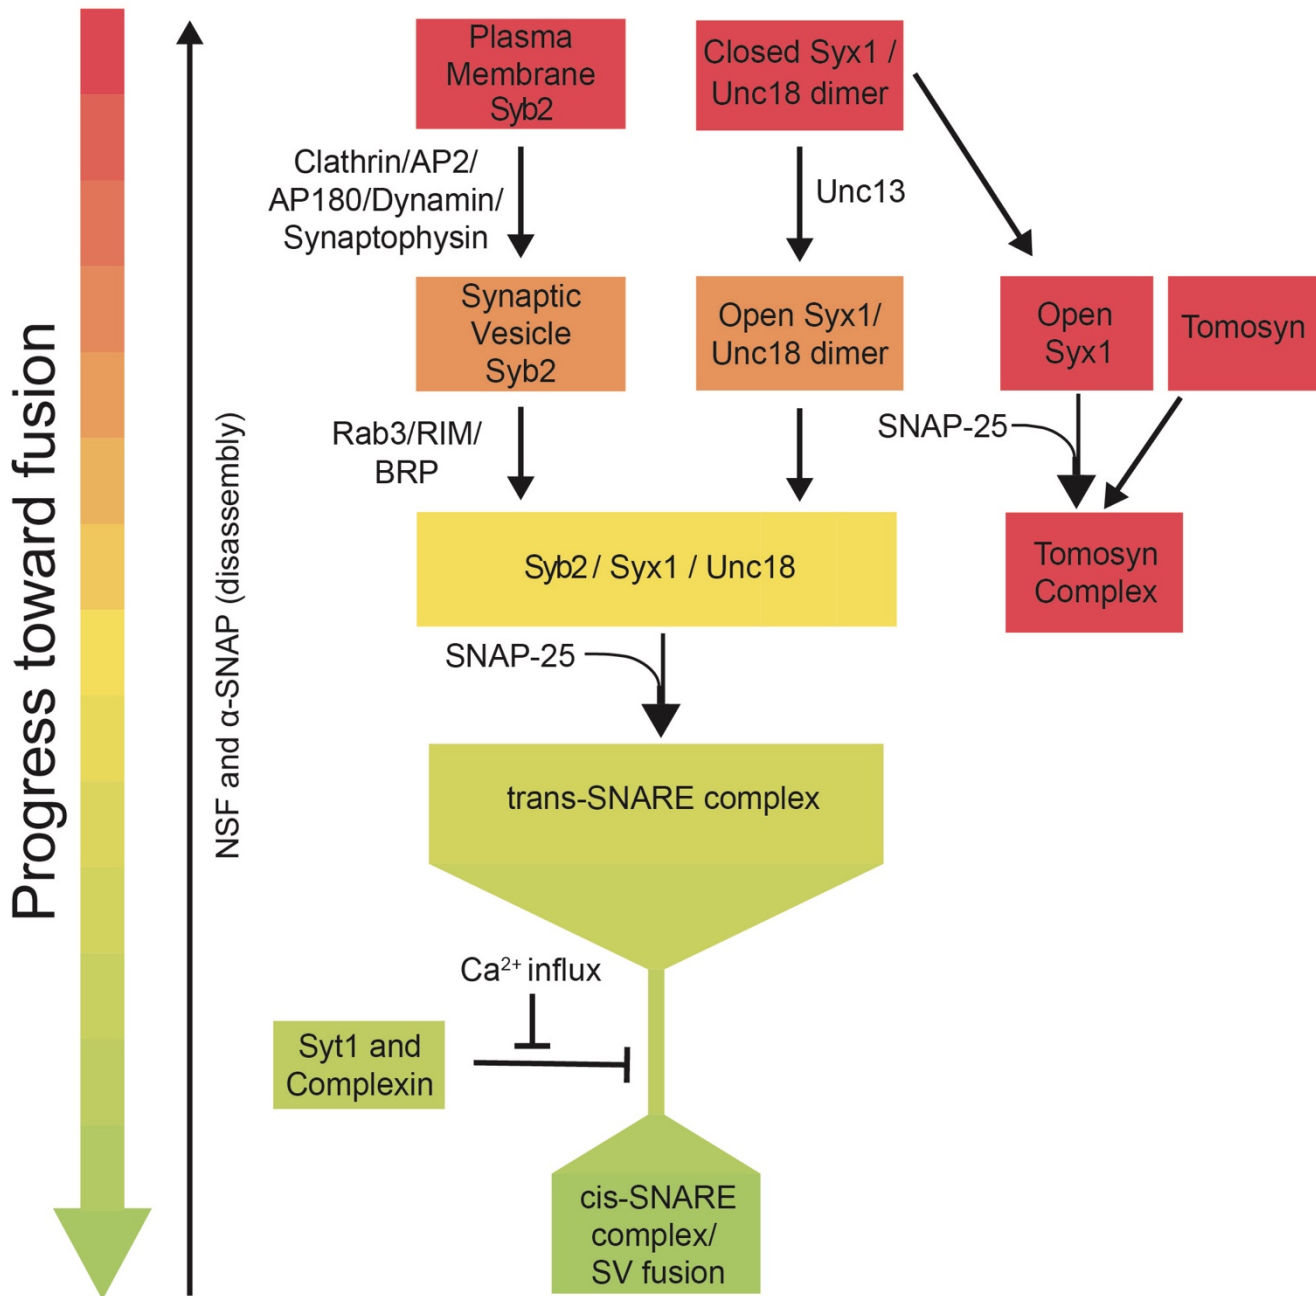 Progress toward fusion
NSF and α-SNAP (disassembly)
Plasma
Membrane
Syb2
Closed Syx1 /
Unc18 dimer
Clathrin/AP2/
AP180/Dynamin/
Synaptophysin
Unc13
Synaptic
Vesicle
Syb2
Open Syx1/
Unc18 dimer
Open
Syx1
Tomosyn
Rab3/RIM/
BRP
SNAP-25
Syb2 / Syx1 / Unc18
Tomosyn
Complex
SNAP-25
trans-SNARE complex
Ca²⁺ influx
Syt1 and
Complexin
cis-SNARE
complex/
SV fusion